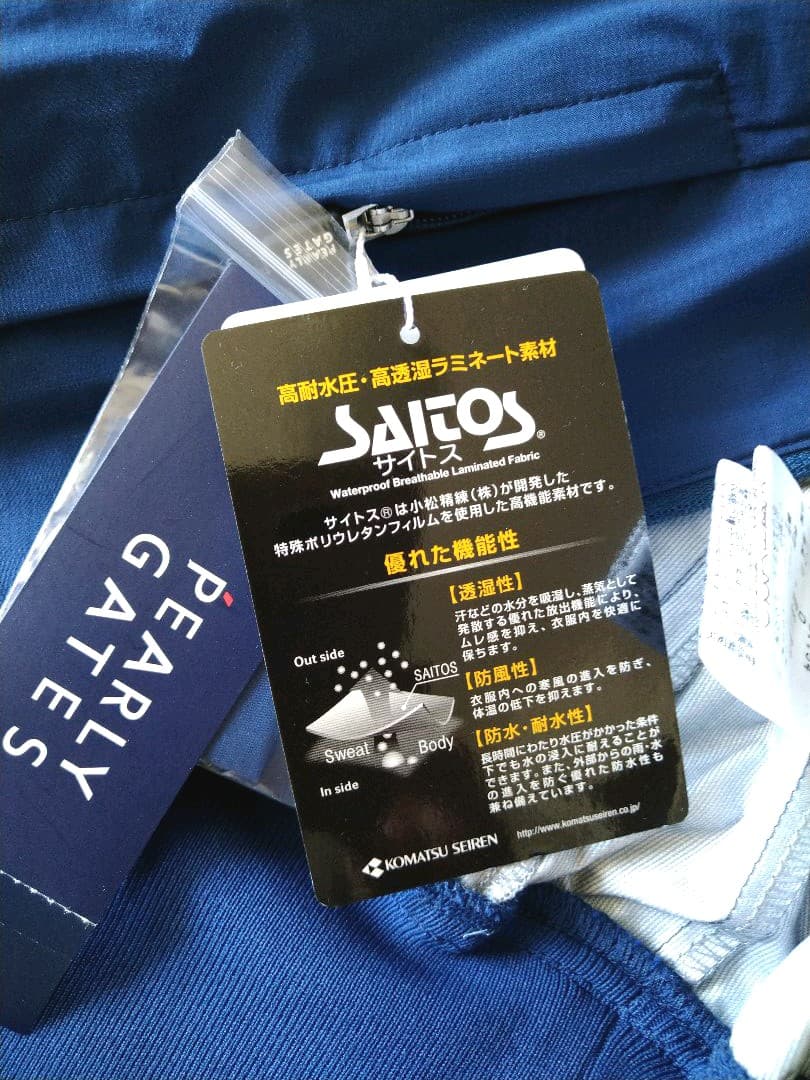 PEARLY
GATES
高耐水圧・高透湿ラミネート素材
SAITOS®
サイトス
Waterproof Breathable Laminated Fabric
サイトス®は小松精練(株)が開発した
特殊ポリウレタンフィルムを使用した高機能素材です。
優れた機能性
【透湿性】
汗などの水分を吸湿し、蒸気として
発散する優れた放出機能により、
ムレ感を抑え、衣服内を快適に
保ちます。
Out side
SAITOS
Sweat
Body
In side
【防風性】
衣服内への寒風の進入を防ぎ、
体温の低下を抑えます。
【防水・耐水性】
長時間にわたり水圧がかかった条件
下でも水の浸入に耐えることが
できます。また、外部からの雨・水
の進入を防ぐ優れた防水性も
兼ね備えています。
KOMATSU SEIREN
http://www.komatsuseiren.co.jp/
PEARLY
GATES
S